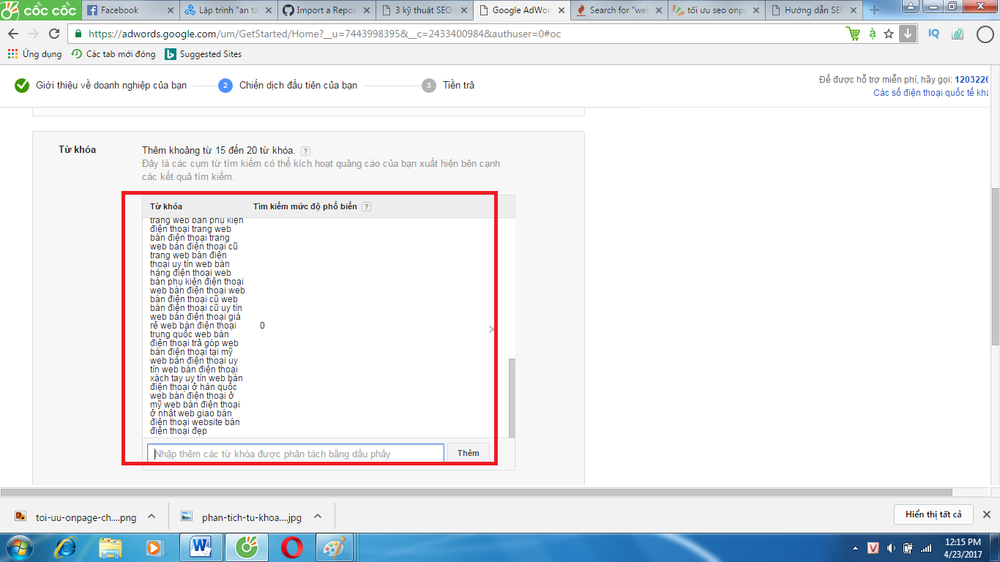 cốc cốc
Facebook
Lập trình "an tâ
Import a Repos
3 kỹ thuật SEO
Google AdWor
Search for "web
tối ưu seo onpa
Hướng dẫn SEO
https://adwords.google.com/um/GetStarted/Home?__u=7443998395&__c=2433400984&authuser=0#oc
à
IQ
Ứng dụng
Các tab mới đóng
Suggested Sites
Giới thiệu về doanh nghiệp của bạn
2 Chiến dịch đầu tiên của bạn
3 Tiền trả
Để được hỗ trợ miễn phí, hãy gọi: 1203226
Các số điện thoại quốc tế khá
Từ khóa
Thêm khoảng từ 15 đến 20 từ khóa. ?
Đây là các cụm từ tìm kiếm có thể kích hoạt quảng cáo của bạn xuất hiện bên cạnh
các kết quả tìm kiếm.
Từ khóa
Tìm kiếm mức độ phổ biến ?
trang web bán phụ kiện
điện thoại trang web
bán điện thoại trang
web bán điện thoại cũ
trang web bán điện
thoại uy tín web bán
hàng điện thoại web
bán phụ kiện điện thoại
web bán điện thoại web
bán điện thoại cũ web
bán điện thoại cũ uy tín
web bán điện thoại giá
rẻ web bán điện thoại
trung quốc web bán
điện thoại trả góp web
bán điện thoại tại mỹ
web bán điện thoại uy
tín web bán điện thoại
xách tay uy tín web bán
điện thoại ở hàn quốc
web bán điện thoại ở
mỹ web bán điện thoại
ở nhật web giao bán
điện thoại website bán
điện thoại đẹp
0
Nhập thêm các từ khóa được phân tách bằng dấu phẩy
Thêm
toi-uu-onpage-ch....png
phan-tich-tu-khoa....jpg
Hiển thị tất cả
V
12:15 PM
4/23/2017